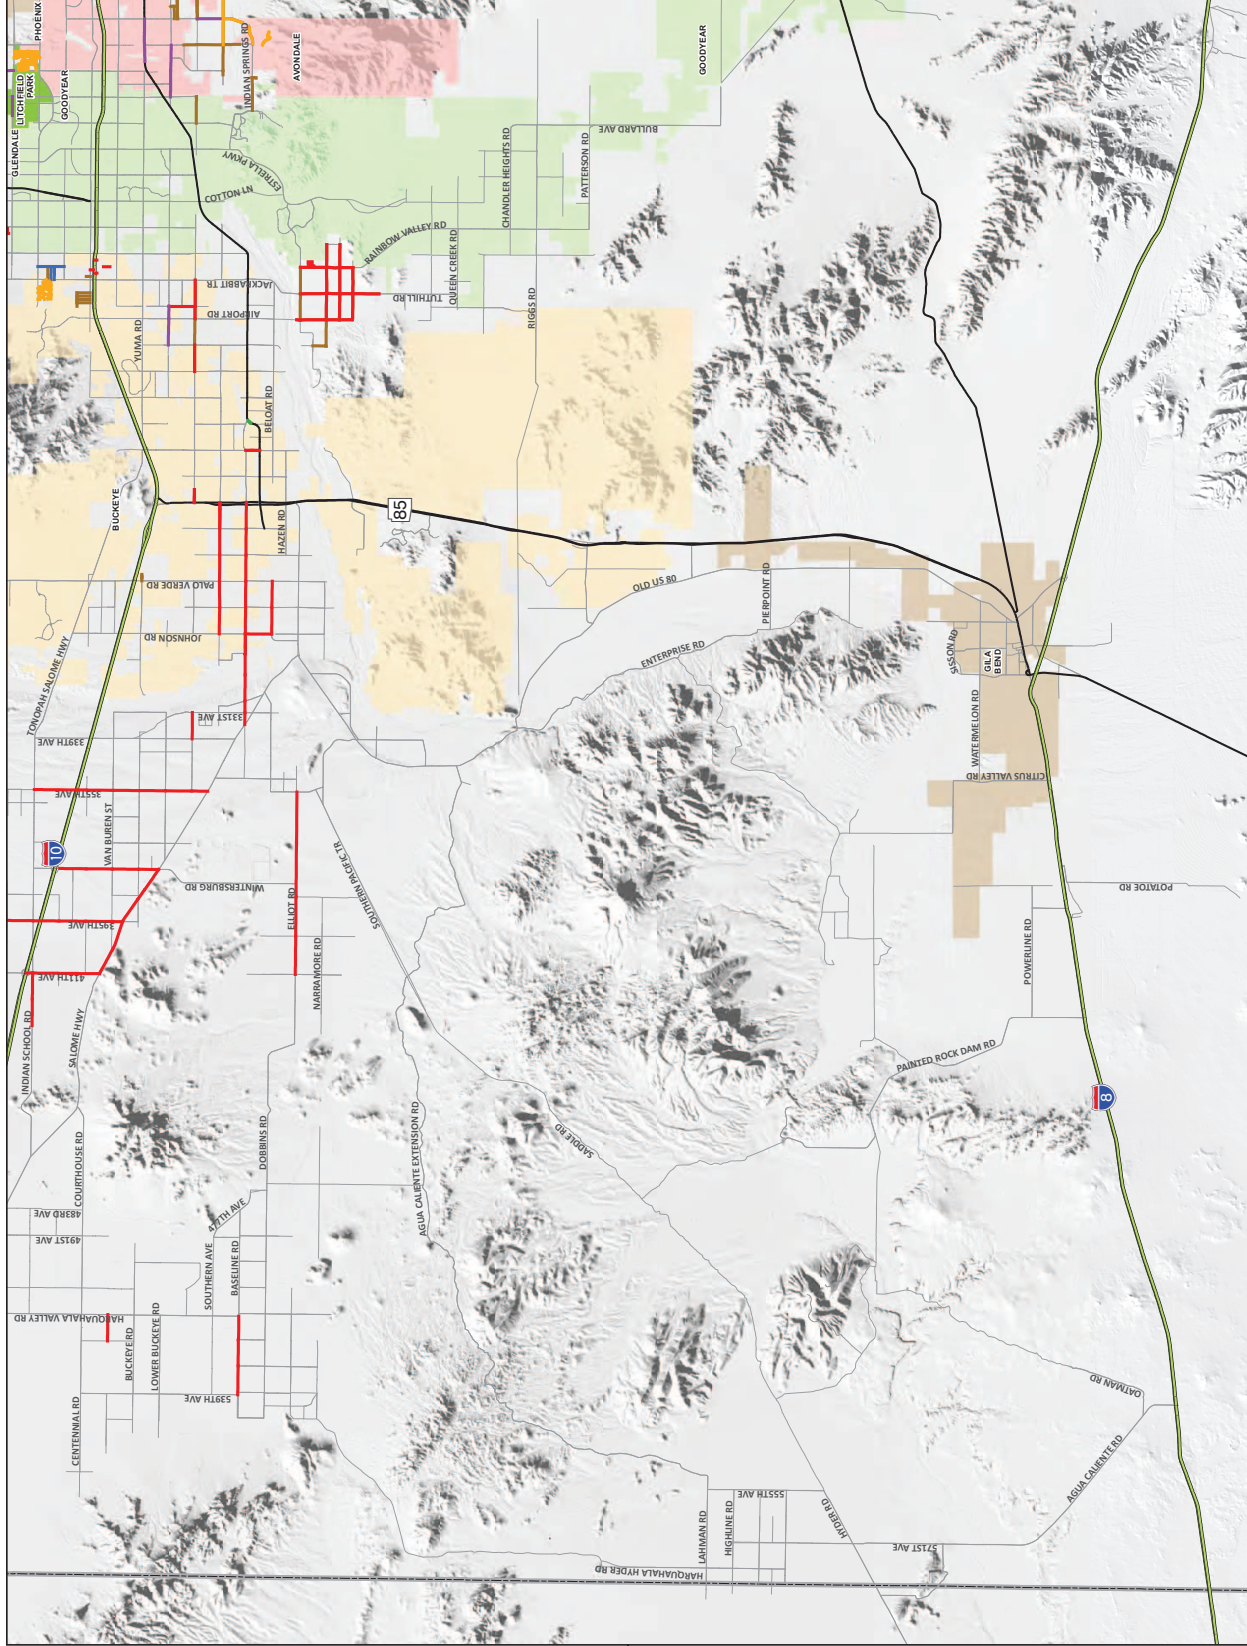 PHOENIX
LITCHFIELD
PARK
GOODYEAR
GLENDALE
INDIAN SPRINGS RD
AVONDALE
GOODYEAR
ESTRELLA PKWY
COTTON LN
BULLARD AVE
CHANDLER HEIGHTS RD
PATTERSON RD
RAINBOW VALLEY RD
QUEEN CREEK RD
JACKRABBIT TR
TUTHILL RD
AIRPORT RD
RIGGS RD
YUMA RD
BELOAT RD
BUCKEYE
85
HAZEN RD
PALO VERDE RD
OLD US 80
PIERPOINT RD
JOHNSON RD
TONOPAH SALOME HWY
ENTERPRISE RD
SISSON RD
GILA
BEND
331ST AVE
339TH AVE
WATERMELON RD
CITRUS VALLEY RD
355TH AVE
VAN BUREN ST
10
WINTERSBURG RD
ELLIOT RD
SOUTHERN PACIFIC TR
POTATOE RD
395TH AVE
NARRAMORE RD
POWERLINE RD
411TH AVE
INDIAN SCHOOL RD
SALOME HWY
PAINTED ROCK DAM RD
8
COURTHOUSE RD
DOBBINS RD
AGUA CALIENTE EXTENSION RD
SADDLE RD
483RD AVE
477TH AVE
491ST AVE
SOUTHERN AVE
BASELINE RD
HARQUAHALA VALLEY RD
BUCKEYE RD
LOWER BUCKEYE RD
539TH AVE
CENTENNIAL RD
OATMAN RD
AGUA CALIENTE RD
555TH AVE
LAHMAN RD
HIGHLINE RD
HYDER RD
571ST AVE
HARQUAHALA HYDER RD